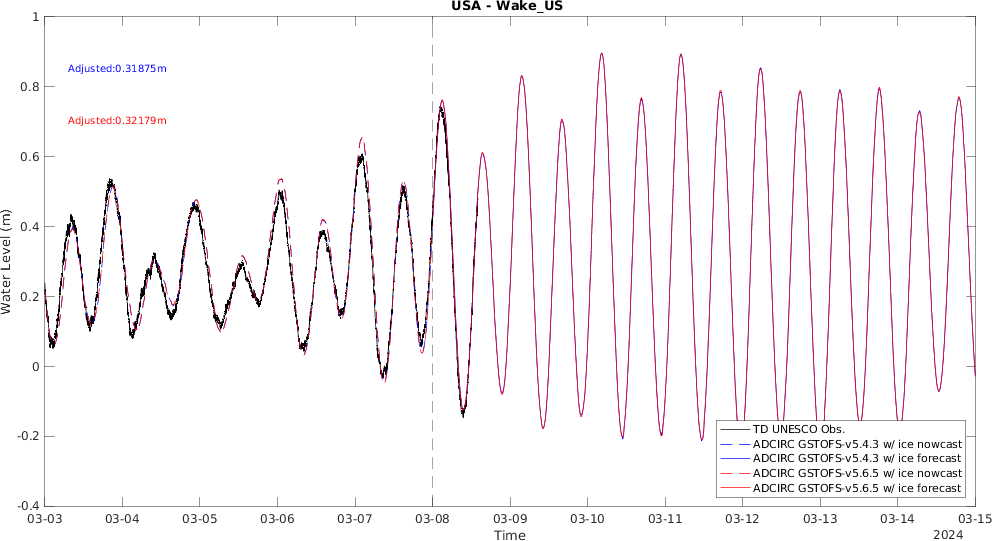 USA - Wake_US
Adjusted:0.31875m
Adjusted:0.32179m
1
0.8
0.6
0.4
0.2
0
-0.2
-0.4
Water Level (m)
TD UNESCO Obs.
ADCIRC GSTOFS-v5.4.3 w/ ice nowcast
ADCIRC GSTOFS-v5.4.3 w/ ice forecast
ADCIRC GSTOFS-v5.6.5 w/ ice nowcast
ADCIRC GSTOFS-v5.6.5 w/ ice forecast
03-03 03-04 03-05 03-06 03-07 03-08 03-09 03-10 03-11 03-12 03-13 03-14 03-15
Time
2024